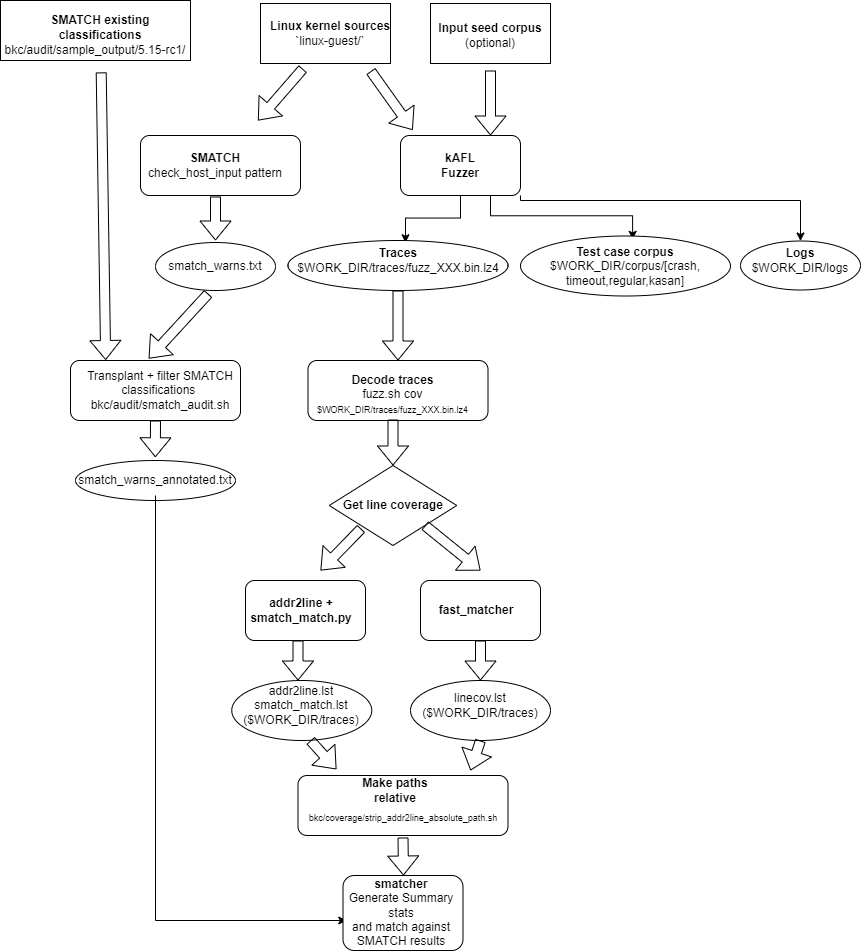 SMATCH existing
classifications
bkc/audit/sample_output/5.15-rc1/
Linux kernel sources
`linux-guest/`
Input seed corpus
(optional)
SMATCH
check_host_input pattern
kAFL
Fuzzer
smatch_warns.txt
Traces
$WORK_DIR/traces/fuzz_XXX.bin.lz4
Test case corpus
$WORK_DIR/corpus/[crash,
timeout,regular,kasan]
Logs
$WORK_DIR/logs
Transplant + filter SMATCH
classifications
bkc/audit/smatch_audit.sh
Decode traces
fuzz.sh cov
$WORK_DIR/traces/fuzz_XXX.bin.lz4
smatch_warns_annotated.txt
Get line coverage
addr2line +
smatch_match.py
fast_matcher
addr2line.lst
smatch_match.lst
($WORK_DIR/traces)
linecov.lst
($WORK_DIR/traces)
Make paths
relative
bkc/coverage/strip_addr2line_absolute_path.sh
smatcher
Generate Summary
stats
and match against
SMATCH results